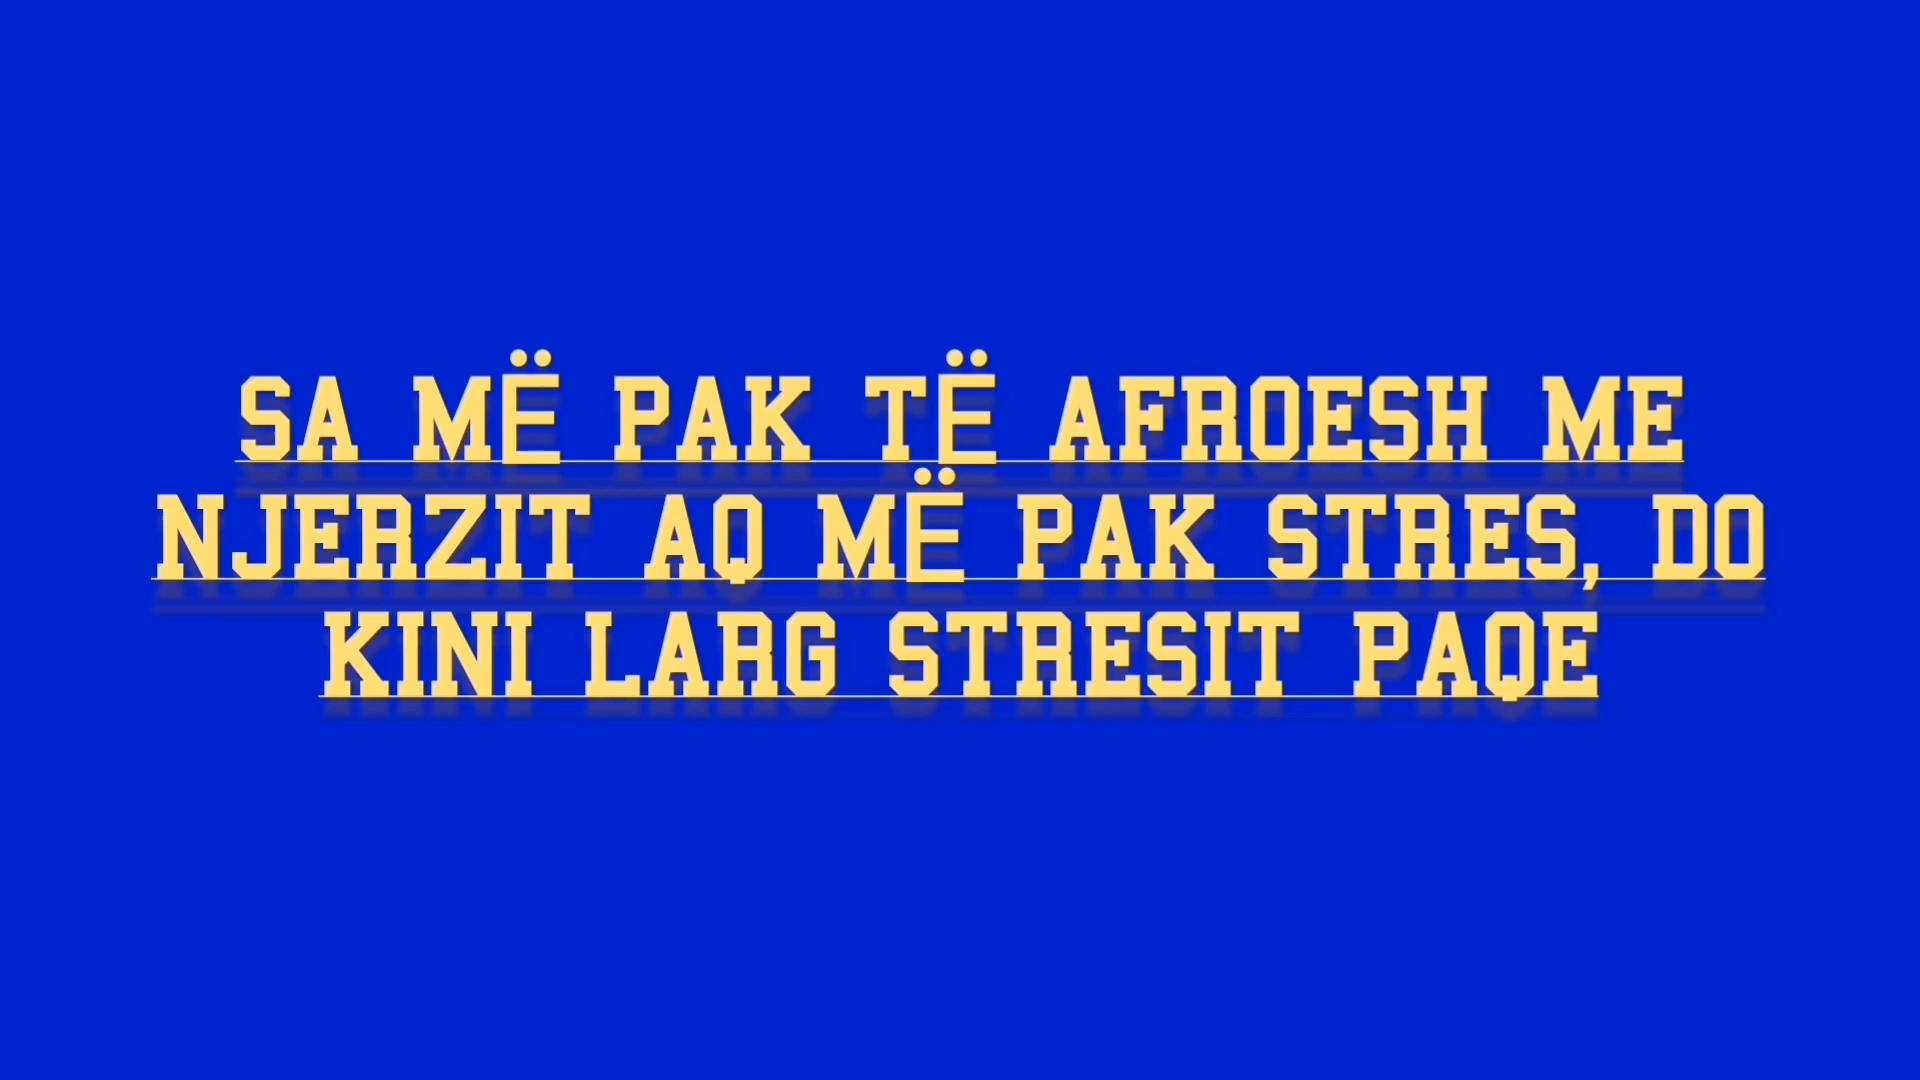 SA MË PAK TË AFROESH ME
NJERZIT AQ MË PAK STRES, DO
KINI LARG STRESIT PAQE